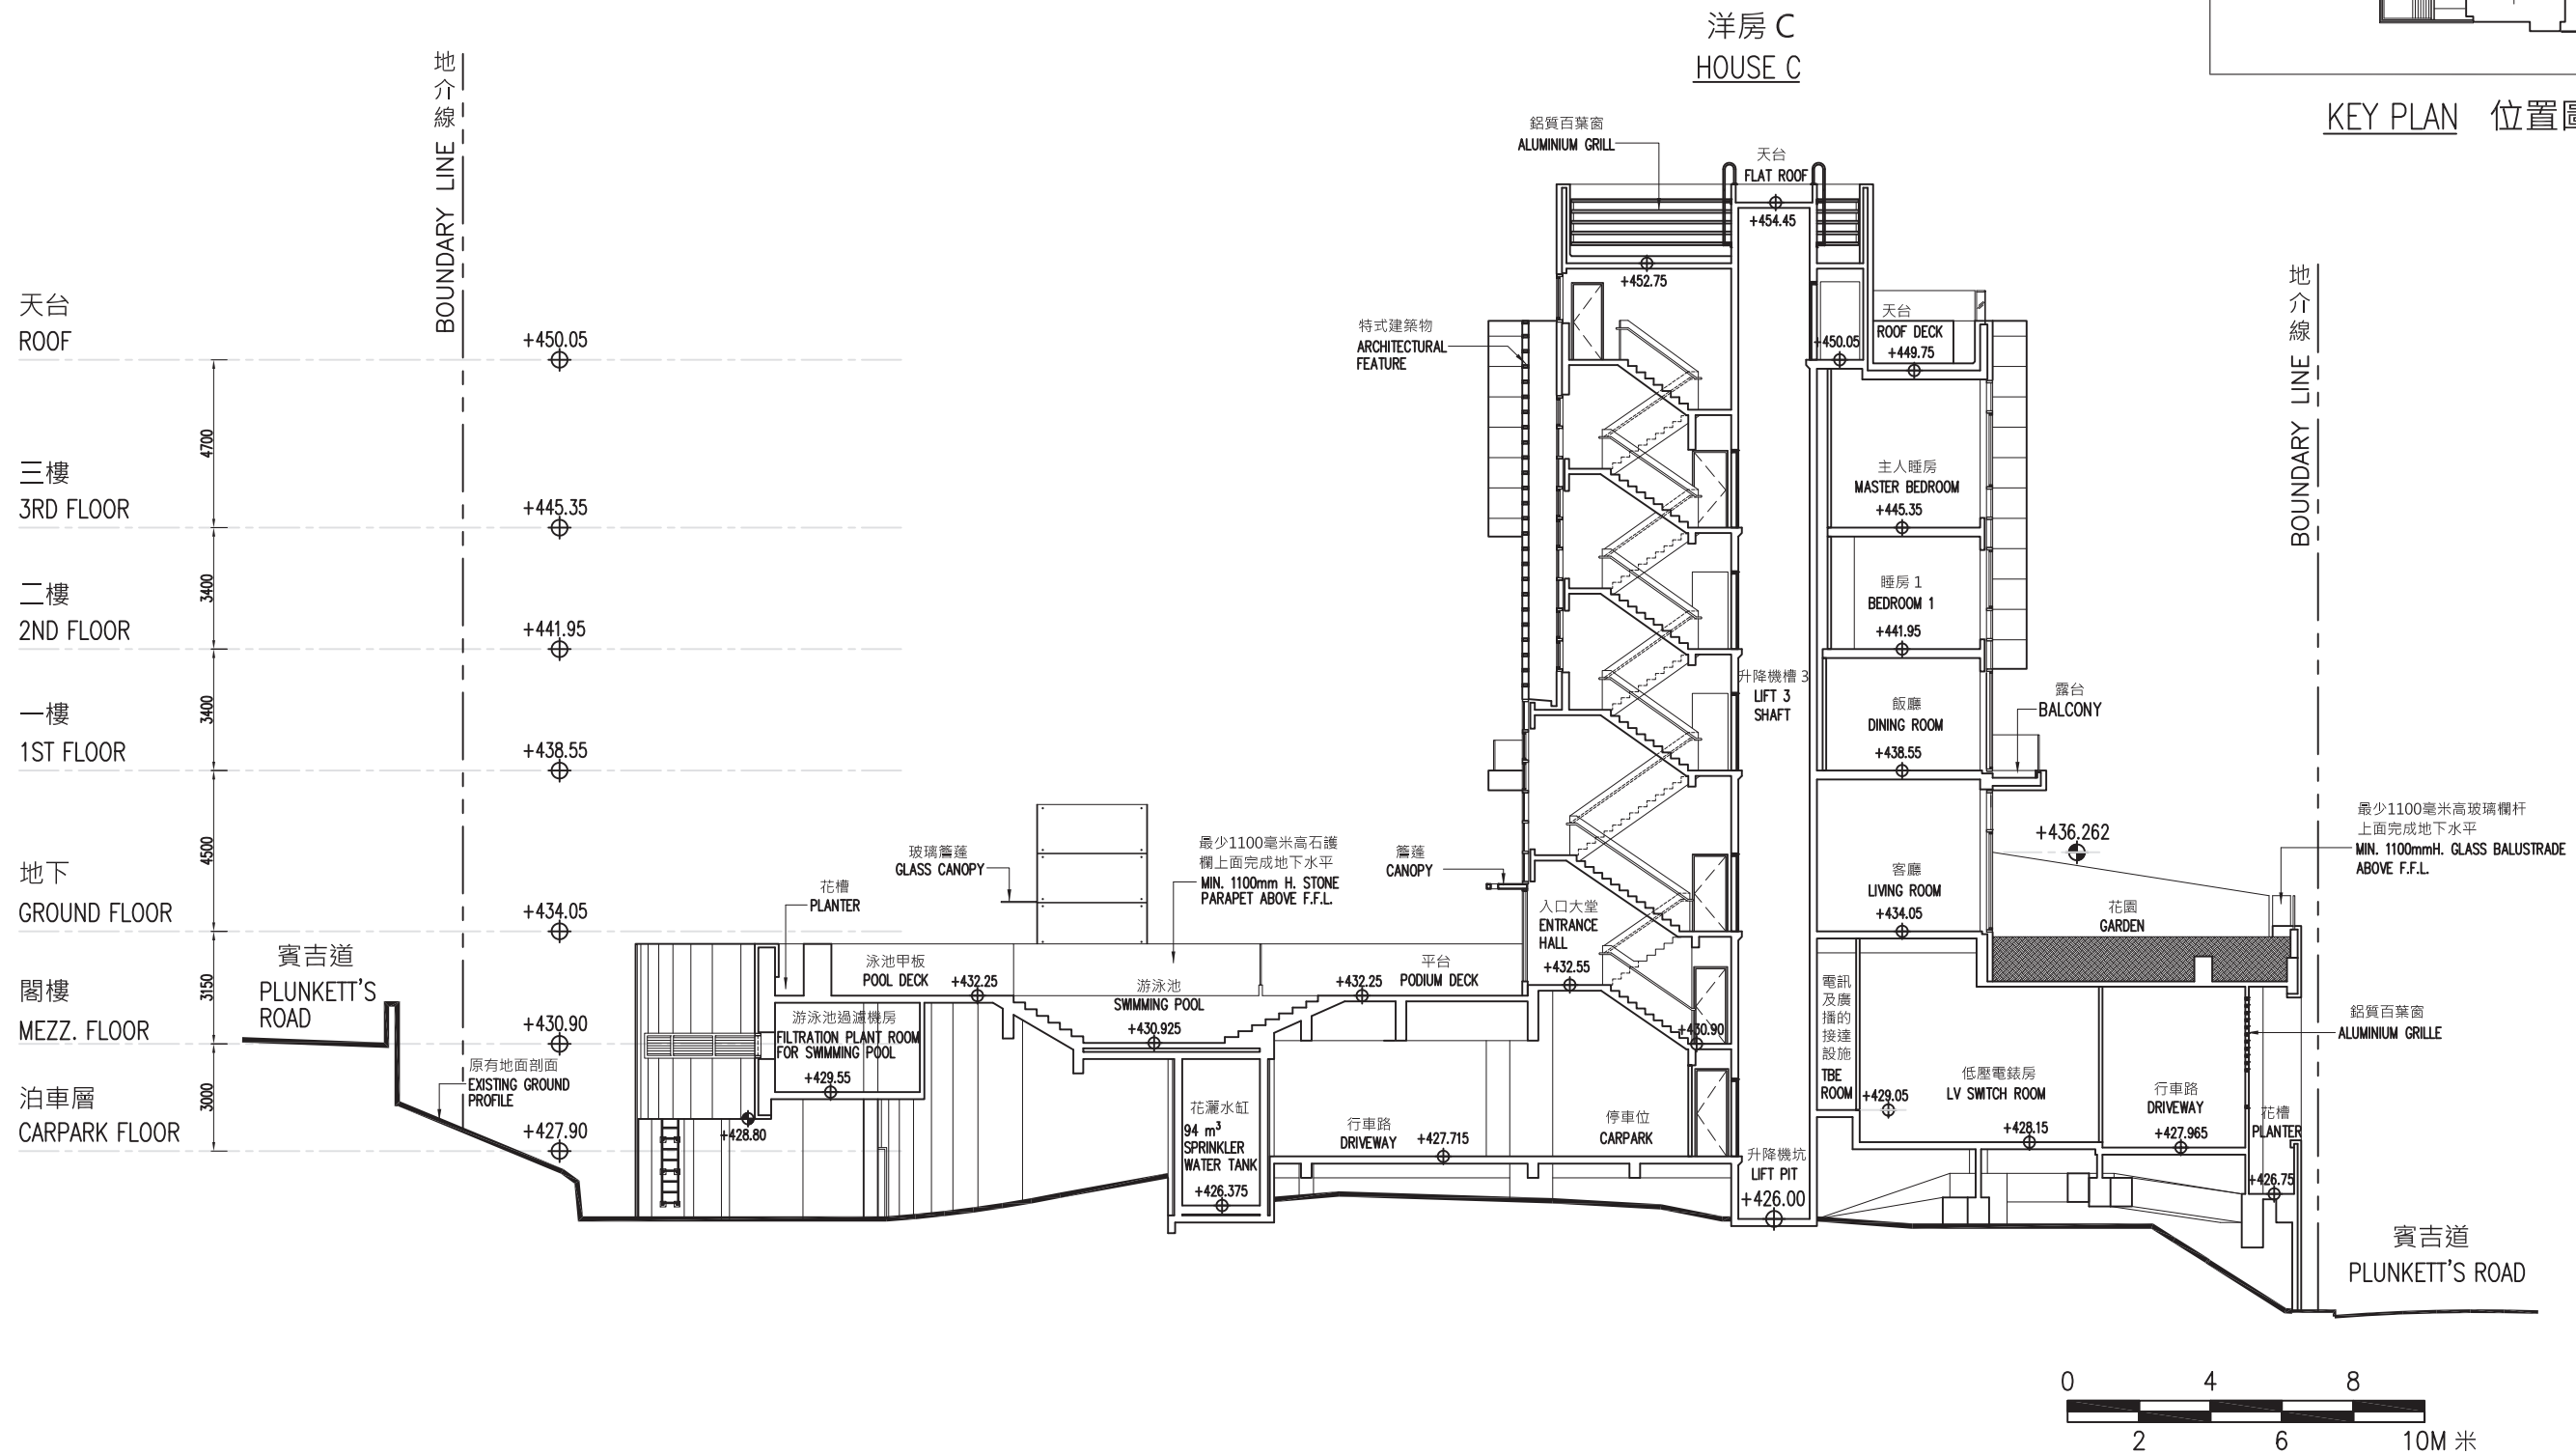 洋房 C
HOUSE C
KEY PLAN 位置圖
地介線
BOUNDARY LINE
地介線
BOUNDARY LINE
天台
ROOF
+450.05
4700
三樓
3RD FLOOR
+445.35
3400
二樓
2ND FLOOR
+441.95
3400
一樓
1ST FLOOR
+438.55
4500
地下
GROUND FLOOR
+434.05
3150
閣樓
MEZZ. FLOOR
+430.90
3000
泊車層
CARPARK FLOOR
+427.90
賓吉道
PLUNKETT'S
ROAD
原有地面剖面
EXISTING GROUND
PROFILE
鋁質百葉窗
ALUMINIUM GRILL
天台
FLAT ROOF
+454.45
+452.75
特式建築物
ARCHITECTURAL
FEATURE
+450.05
天台
ROOF DECK
+449.75
主人睡房
MASTER BEDROOM
+445.35
睡房 1
BEDROOM 1
+441.95
升降機槽 3
LIFT 3
SHAFT
飯廳
DINING ROOM
+438.55
露台
BALCONY
客廳
LIVING ROOM
+434.05
+436.262
最少1100毫米高玻璃欄杆
上面完成地下水平
MIN. 1100mmH. GLASS BALUSTRADE
ABOVE F.F.L.
花園
GARDEN
花槽
PLANTER
玻璃簷蓬
GLASS CANOPY
最少1100毫米高石護
欄上面完成地下水平
MIN. 1100mm H. STONE
PARAPET ABOVE F.F.L.
簷蓬
CANOPY
入口大堂
ENTRANCE
HALL
+432.55
泳池甲板
POOL DECK
+432.25
游泳池
SWIMMING POOL
+430.925
+432.25
平台
PODIUM DECK
游泳池過濾機房
FILTRATION PLANT ROOM
FOR SWIMMING POOL
+429.55
+428.80
花灑水缸
94 m³
SPRINKLER
WATER TANK
+426.375
行車路
DRIVEWAY
+427.715
停車位
CARPARK
+430.90
升降機坑
LIFT PIT
+426.00
電訊
及廣
播的
接達
設施
TBE
ROOM
+429.05
低壓電錶房
LV SWITCH ROOM
+428.15
行車路
DRIVEWAY
+427.965
鋁質百葉窗
ALUMINIUM GRILLE
花槽
PLANTER
+426.75
賓吉道
PLUNKETT'S ROAD
0 4 8
2 6 10M 米